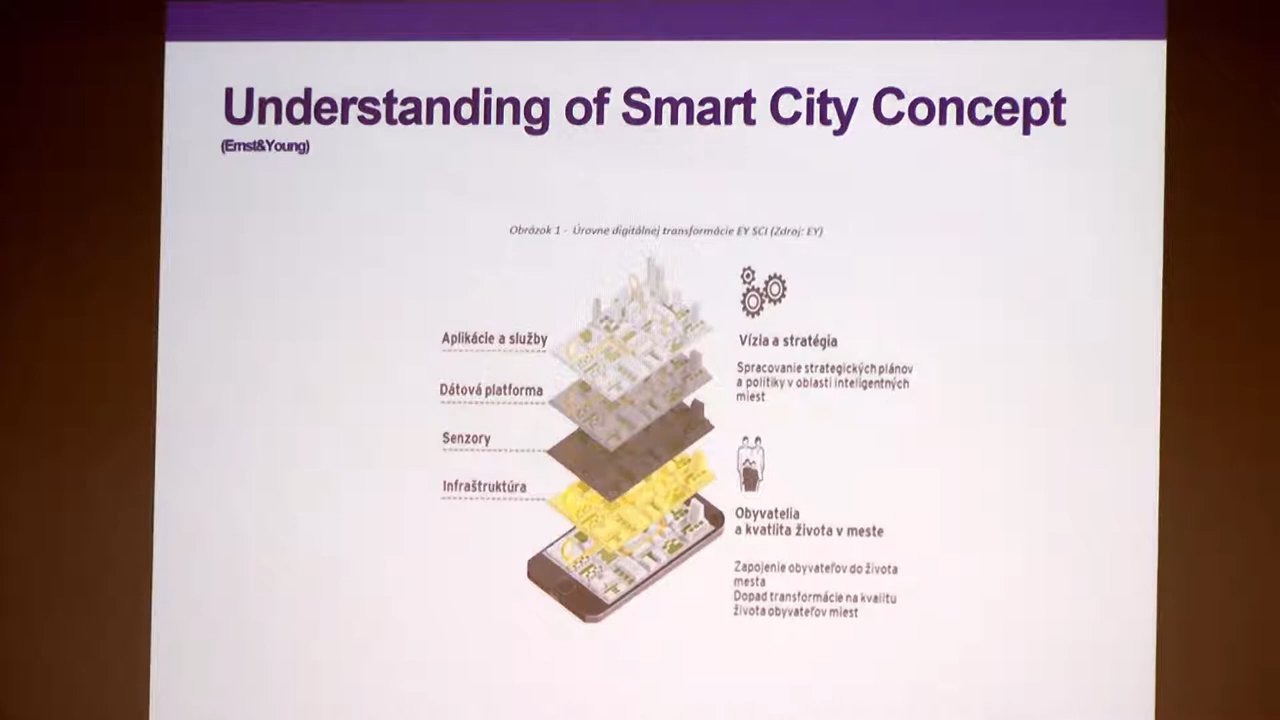 Understanding of Smart City Concept
(Ernst&Young)
Obrázok 1 - Úrovne digitálnej transformácie EY SCI (Zdroj: EY)
Aplikácie a služby
Dátová platforma
Senzory
Infraštruktúra
Vízia a stratégia
Spracovanie strategických plánov
a politiky v oblasti inteligentných
miest
Obyvatelia
a kvatlita života v meste
Zapojenie obyvateľov do života
mesta
Dopad transformácie na kvalitu
života obyvateľov miest